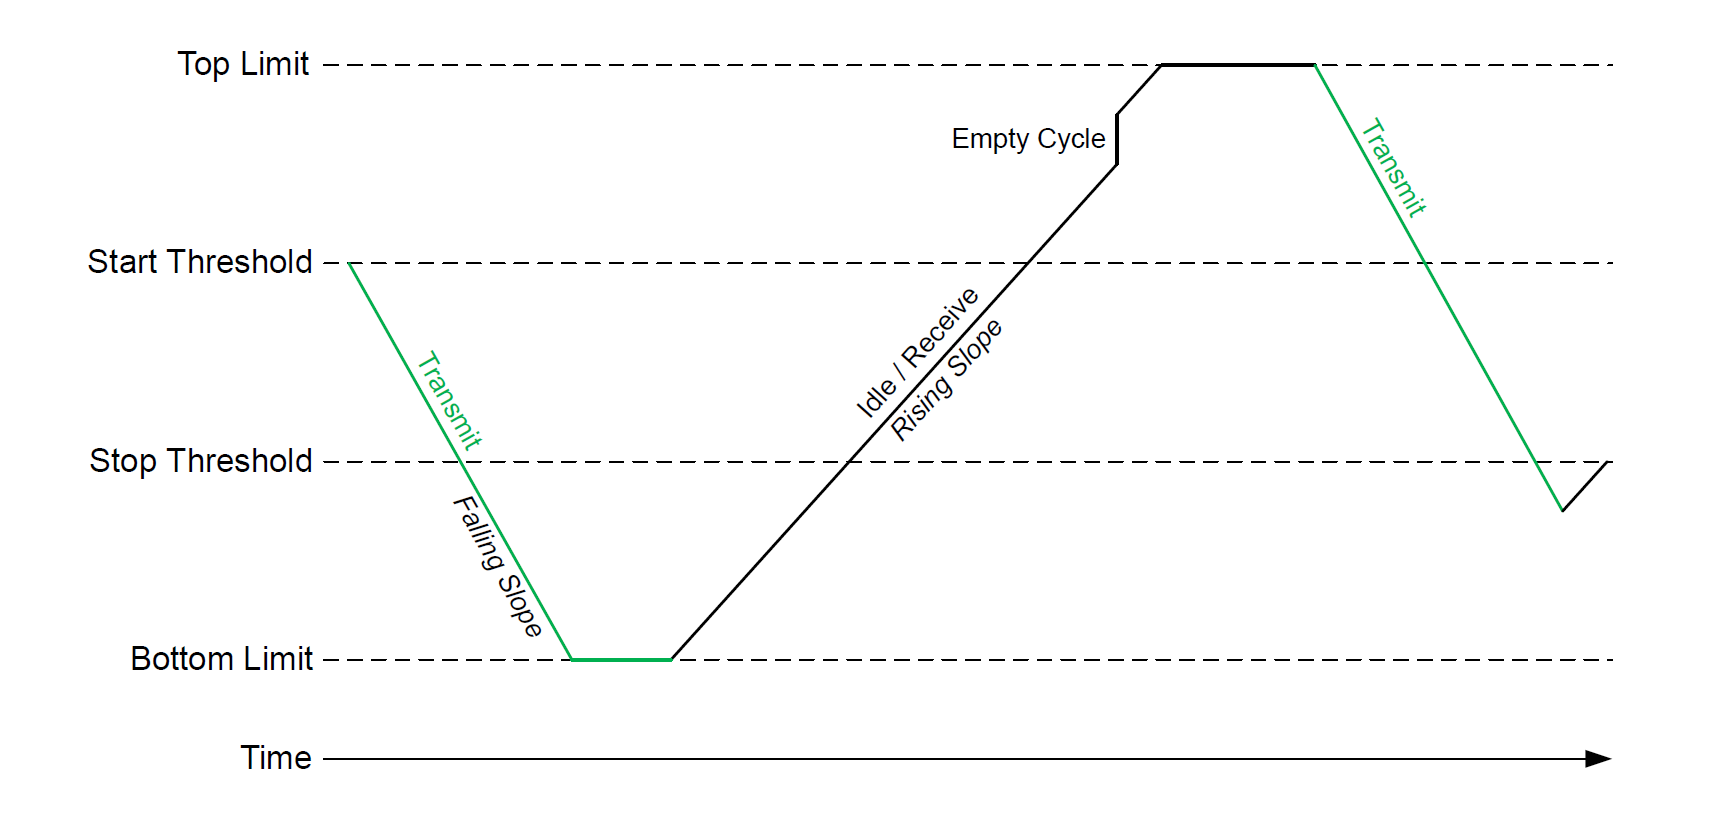 Top Limit
Empty Cycle
Transmit
Start Threshold
Transmit
Idle / Receive
Rising Slope
Stop Threshold
Falling Slope
Bottom Limit
Time